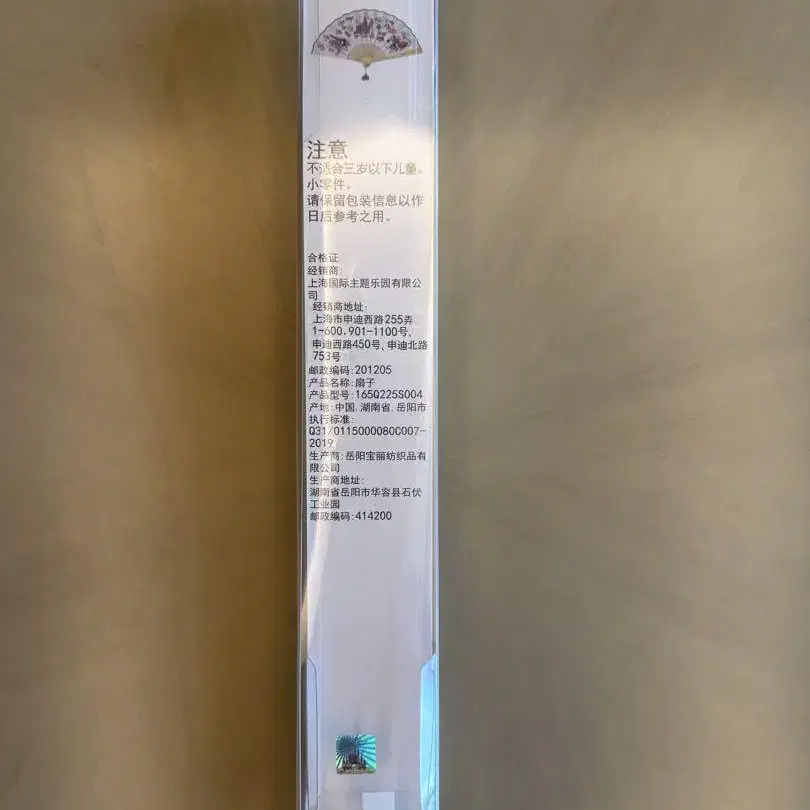 注意
不适合三岁以下儿童。
小零件。
请保留包装信息以作
日后参考之用。
合格证
经销商:
上海国际主题乐园有限公
司
经销商地址:
上海市申迪西路255弄
1-600,901-1100号、
申迪西路450号、申迪北路
753号
邮政编码:201205
产品名称:扇子
产品型号:165Q225S004
产地:中国,湖南省,岳阳市
执行标准:
Q31/0115000080C007-
2019
生产商:岳阳宝丽纺织品有
限公司
生产商地址:
湖南省岳阳市华容县石伏
工业园
邮政编码:414200